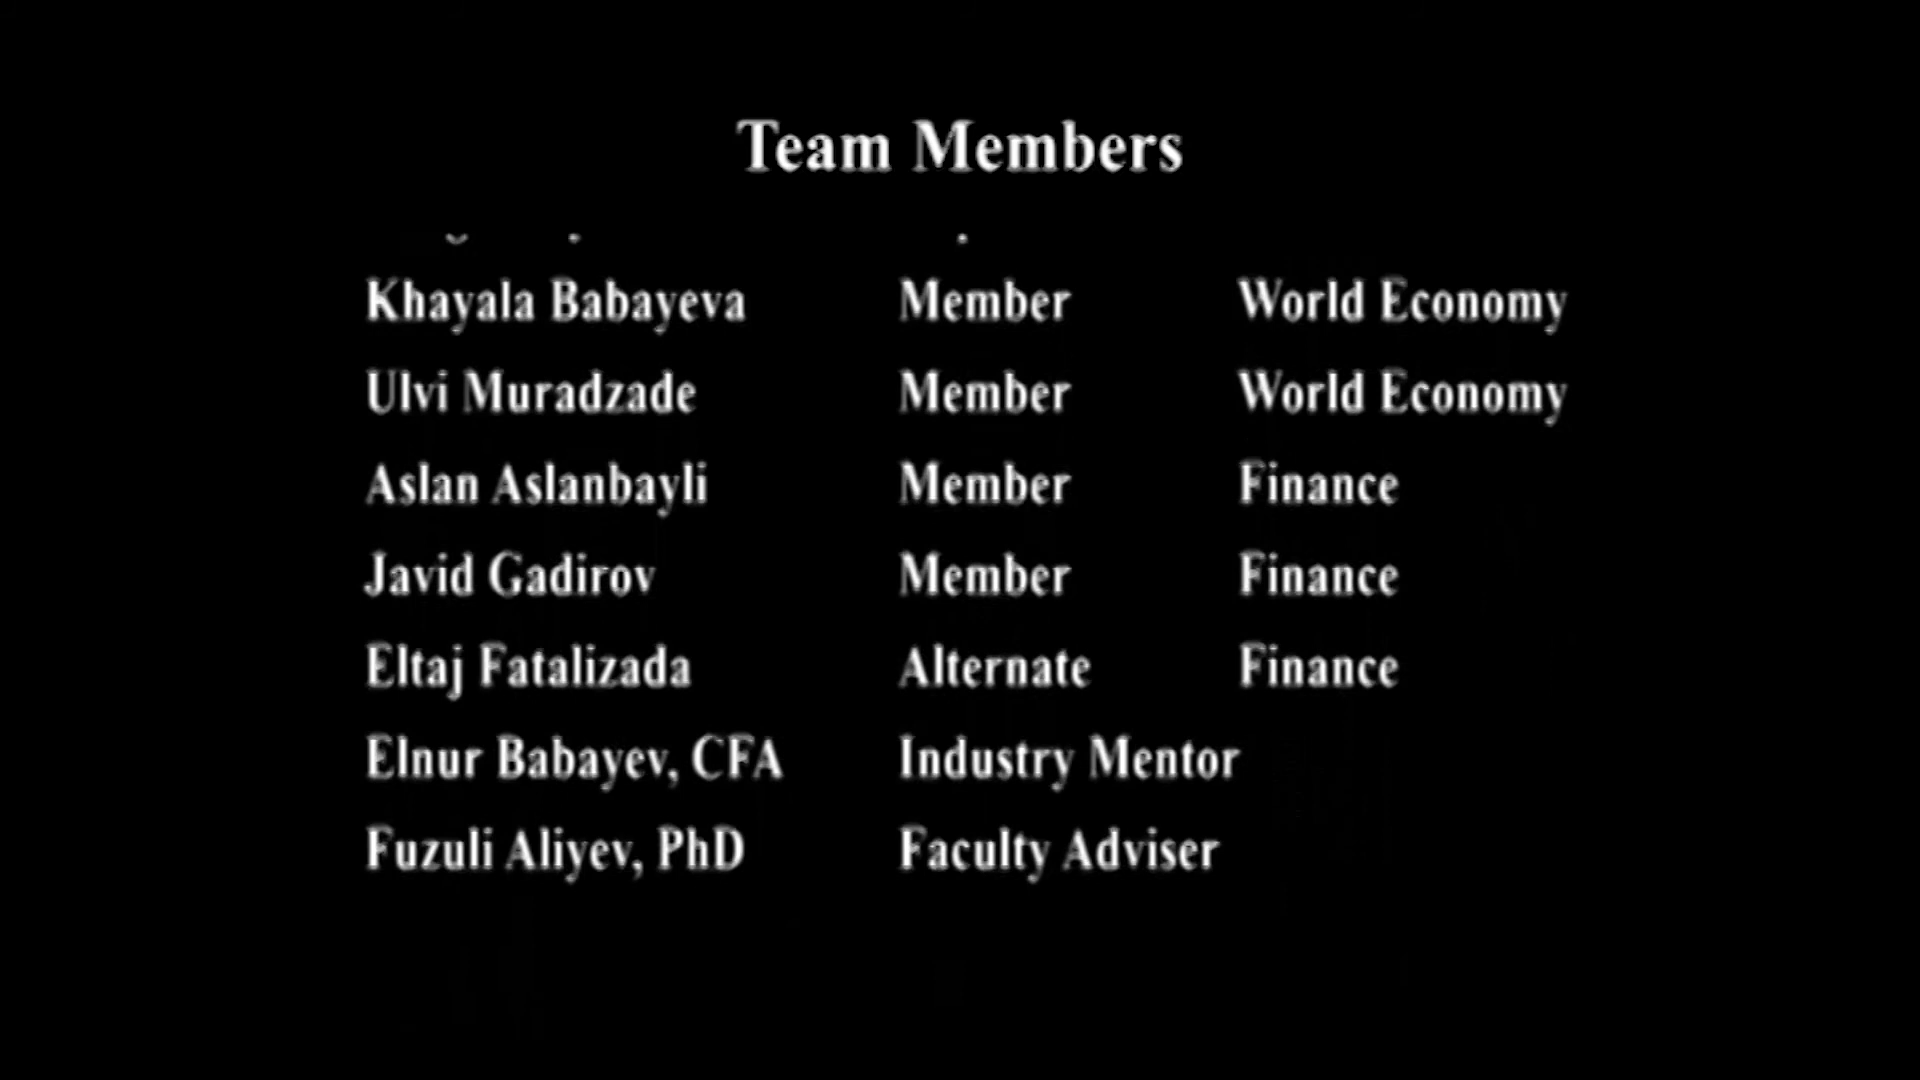 Team Members
Khayala Babayeva Member World Economy
Ulvi Muradzade Member World Economy
Aslan Aslanbayli Member Finance
Javid Gadirov Member Finance
Eltaj Fatalizada Alternate Finance
Elnur Babayev, CFA Industry Mentor
Fuzuli Aliyev, PhD Faculty Adviser